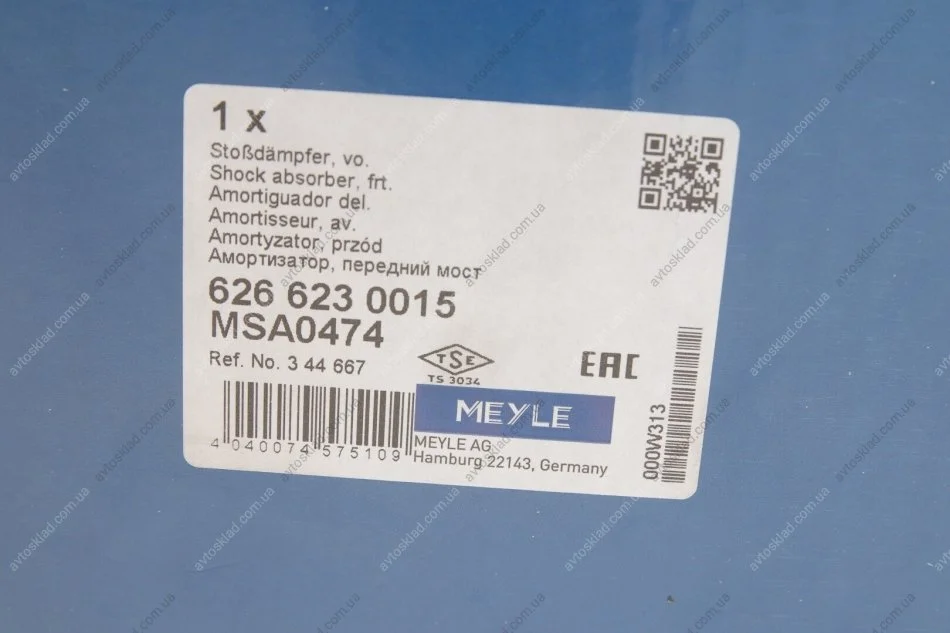 1 x
Stoßdämpfer, vo.
Shock absorber, frt.
Amortiguador del.
Amortisseur, av.
Amortyzator, przód
Амортизатор, передний мост
626 623 0015
MSA0474
Ref. No. 3 44 667
TSE
TS 3034
EAC
4 040074 575109
MEYLE
MEYLE AG
Hamburg 22143, Germany
000W313
avtosklad.com.ua